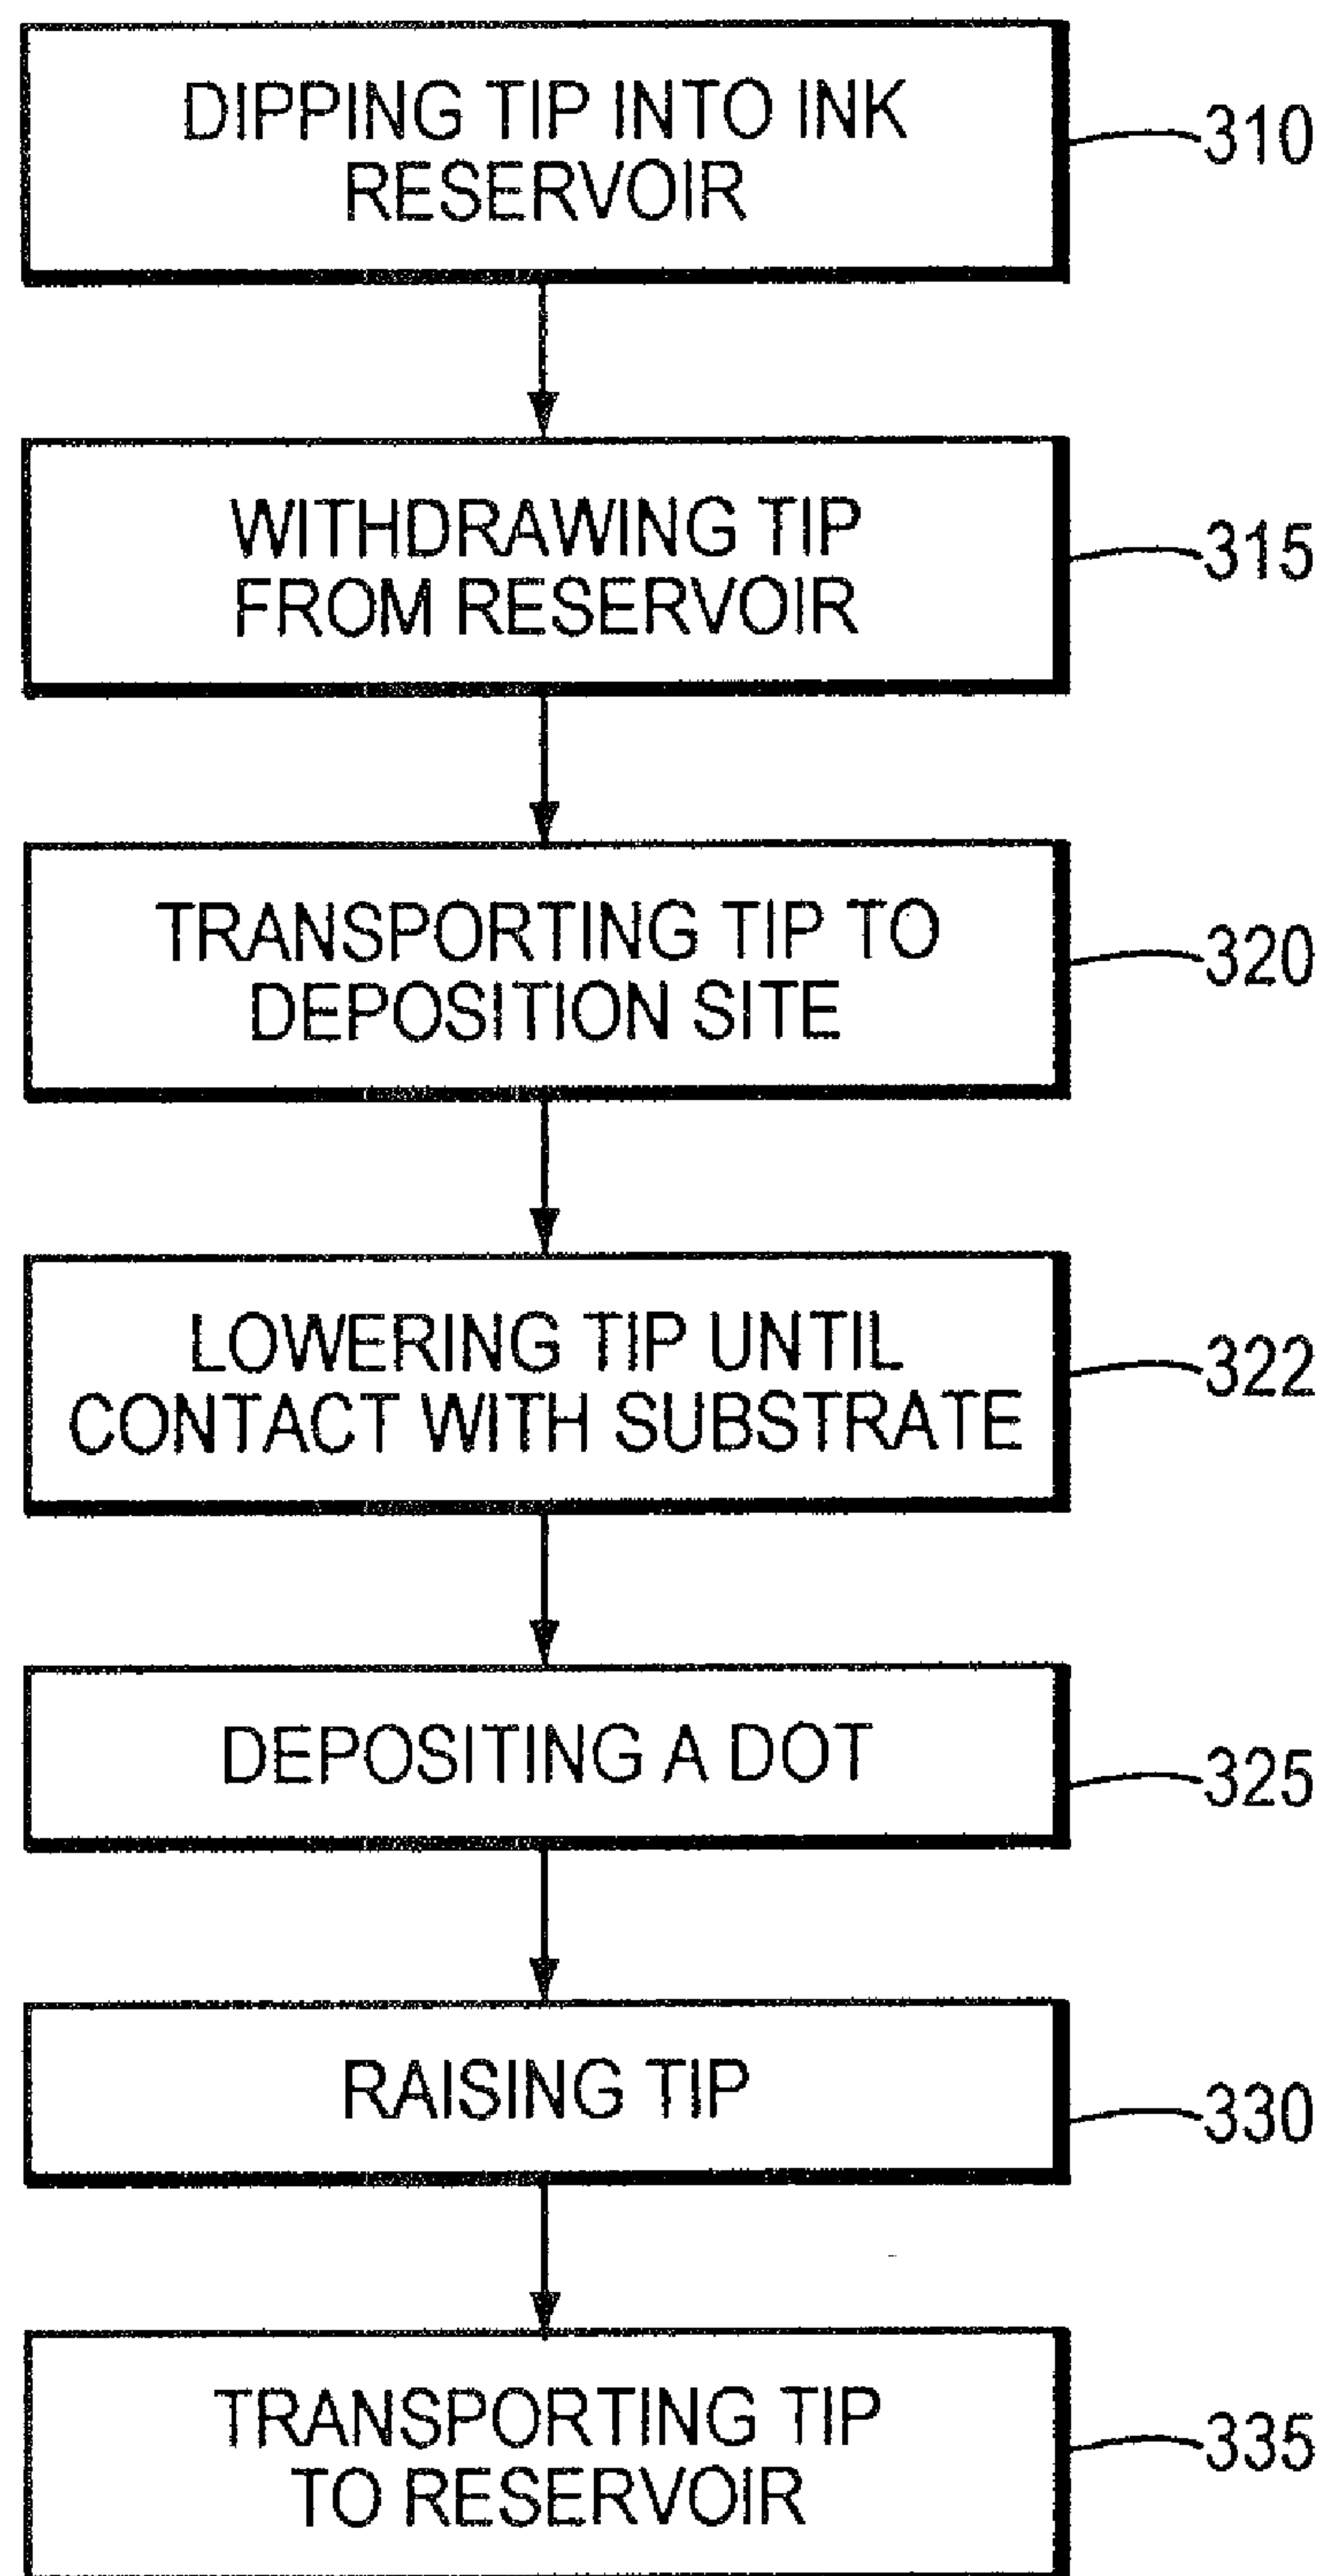 DIPPING TIP INTO INK
RESERVOIR
310
WITHDRAWING TIP
FROM RESERVOIR
315
TRANSPORTING TIP TO
DEPOSITION SITE
320
LOWERING TIP UNTIL
CONTACT WITH SUBSTRATE
322
DEPOSITING A DOT
325
RAISING TIP
330
TRANSPORTING TIP
TO RESERVOIR
335